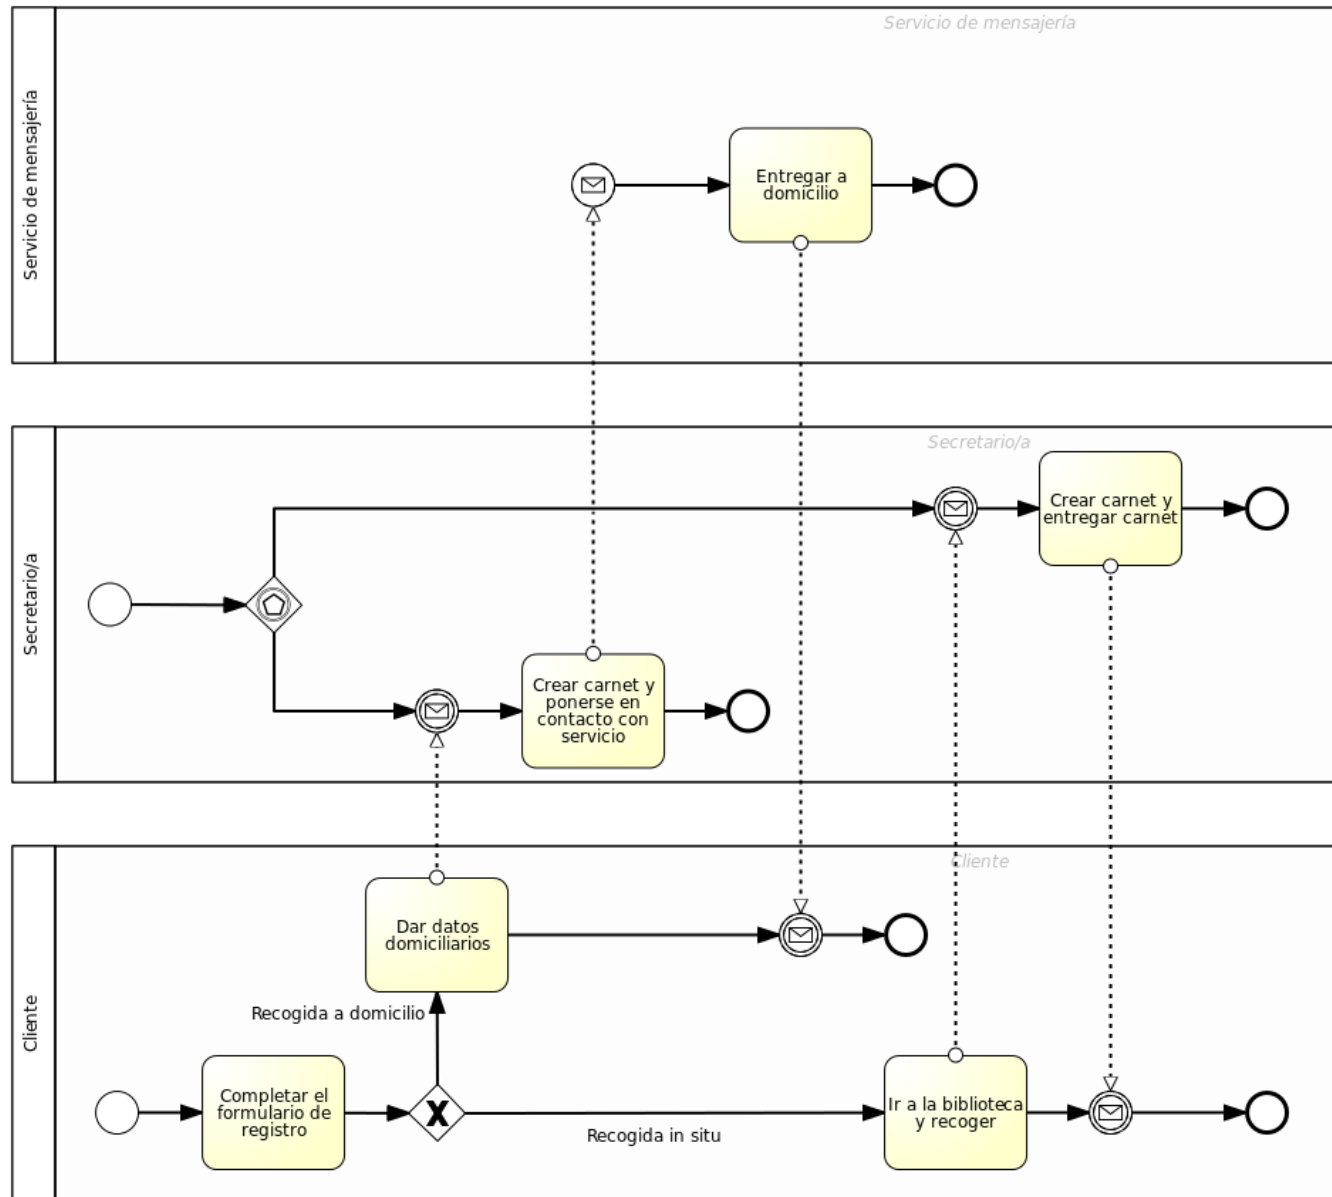 Servicio de mensajería
Servicio de mensajería
Entregar a
domicilio
Secretario/a
Secretario/a
Crear carnet y
entregar carnet
Crear carnet y
ponerse en
contacto con
servicio
Cliente
Cliente
Dar datos
domiciliarios
Recogida a domicilio
Completar el
formulario de
registro
X
Recogida in situ
Ir a la biblioteca
y recoger